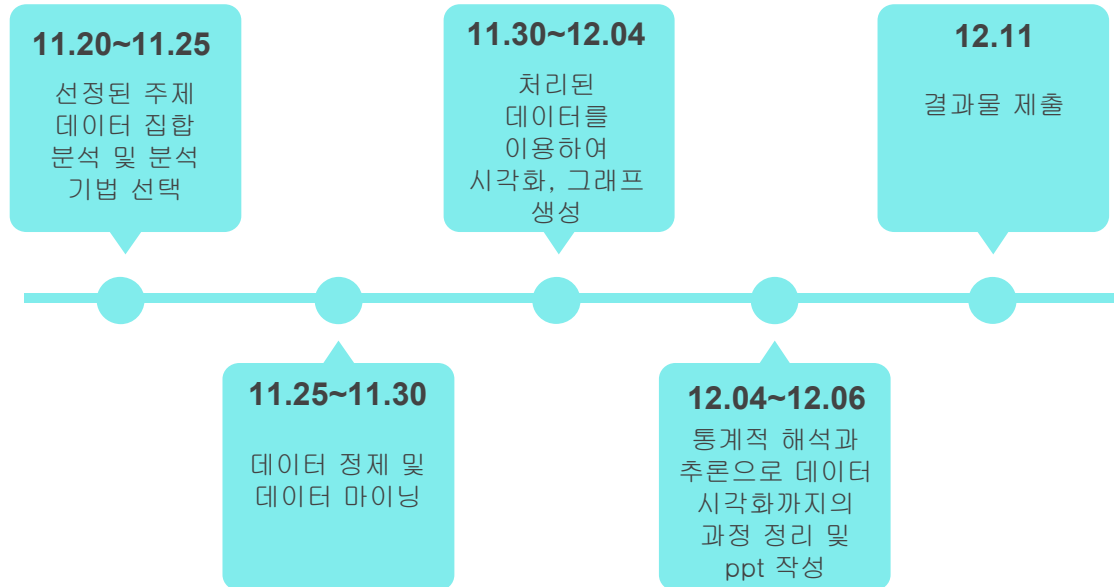 11.20~11.25
선정된 주제
데이터 집합
분석 및 분석
기법 선택
11.25~11.30
데이터 정제 및
데이터 마이닝
11.30~12.04
처리된
데이터를
이용하여
시각화, 그래프
생성
12.04~12.06
통계적 해석과
추론으로 데이터
시각화까지의
과정 정리 및
ppt 작성
12.11
결과물 제출